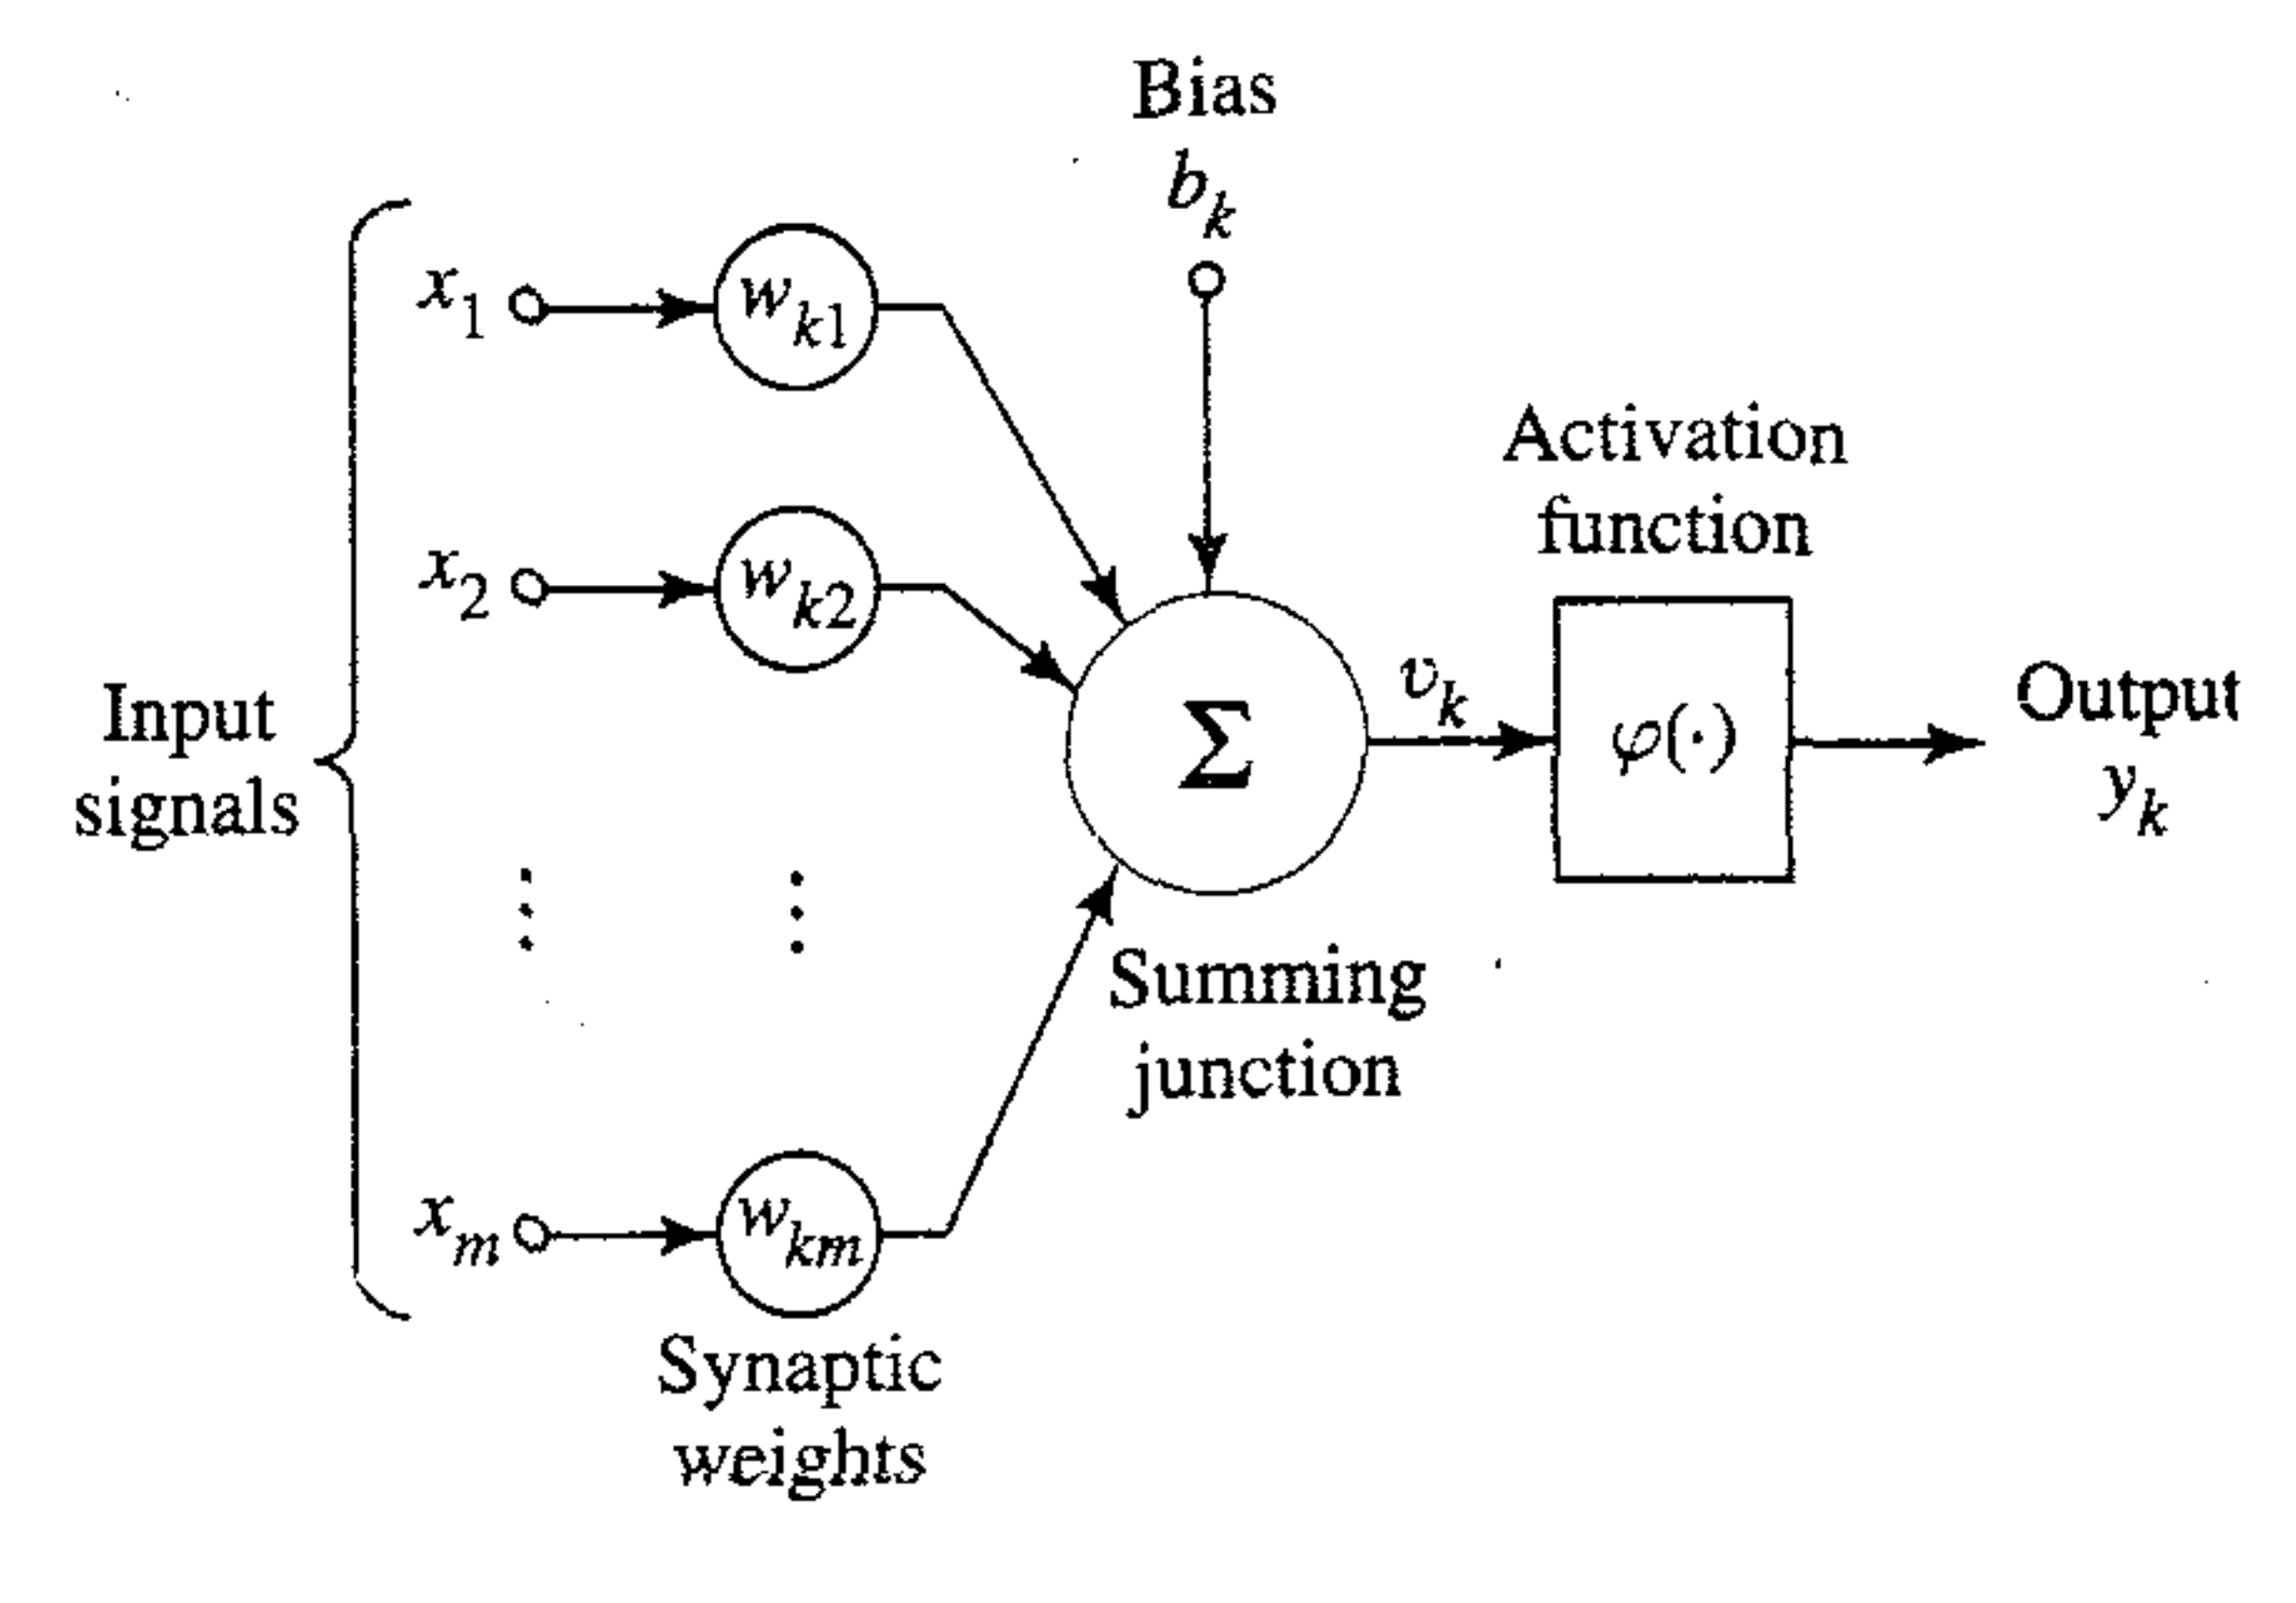 Bias
b_k
x_1
w_k1
Activation
function
x_2
w_k2
Input
signals
Σ
v_k
φ(·)
Output
y_k
Summing
junction
x_m
w_km
Synaptic
weights